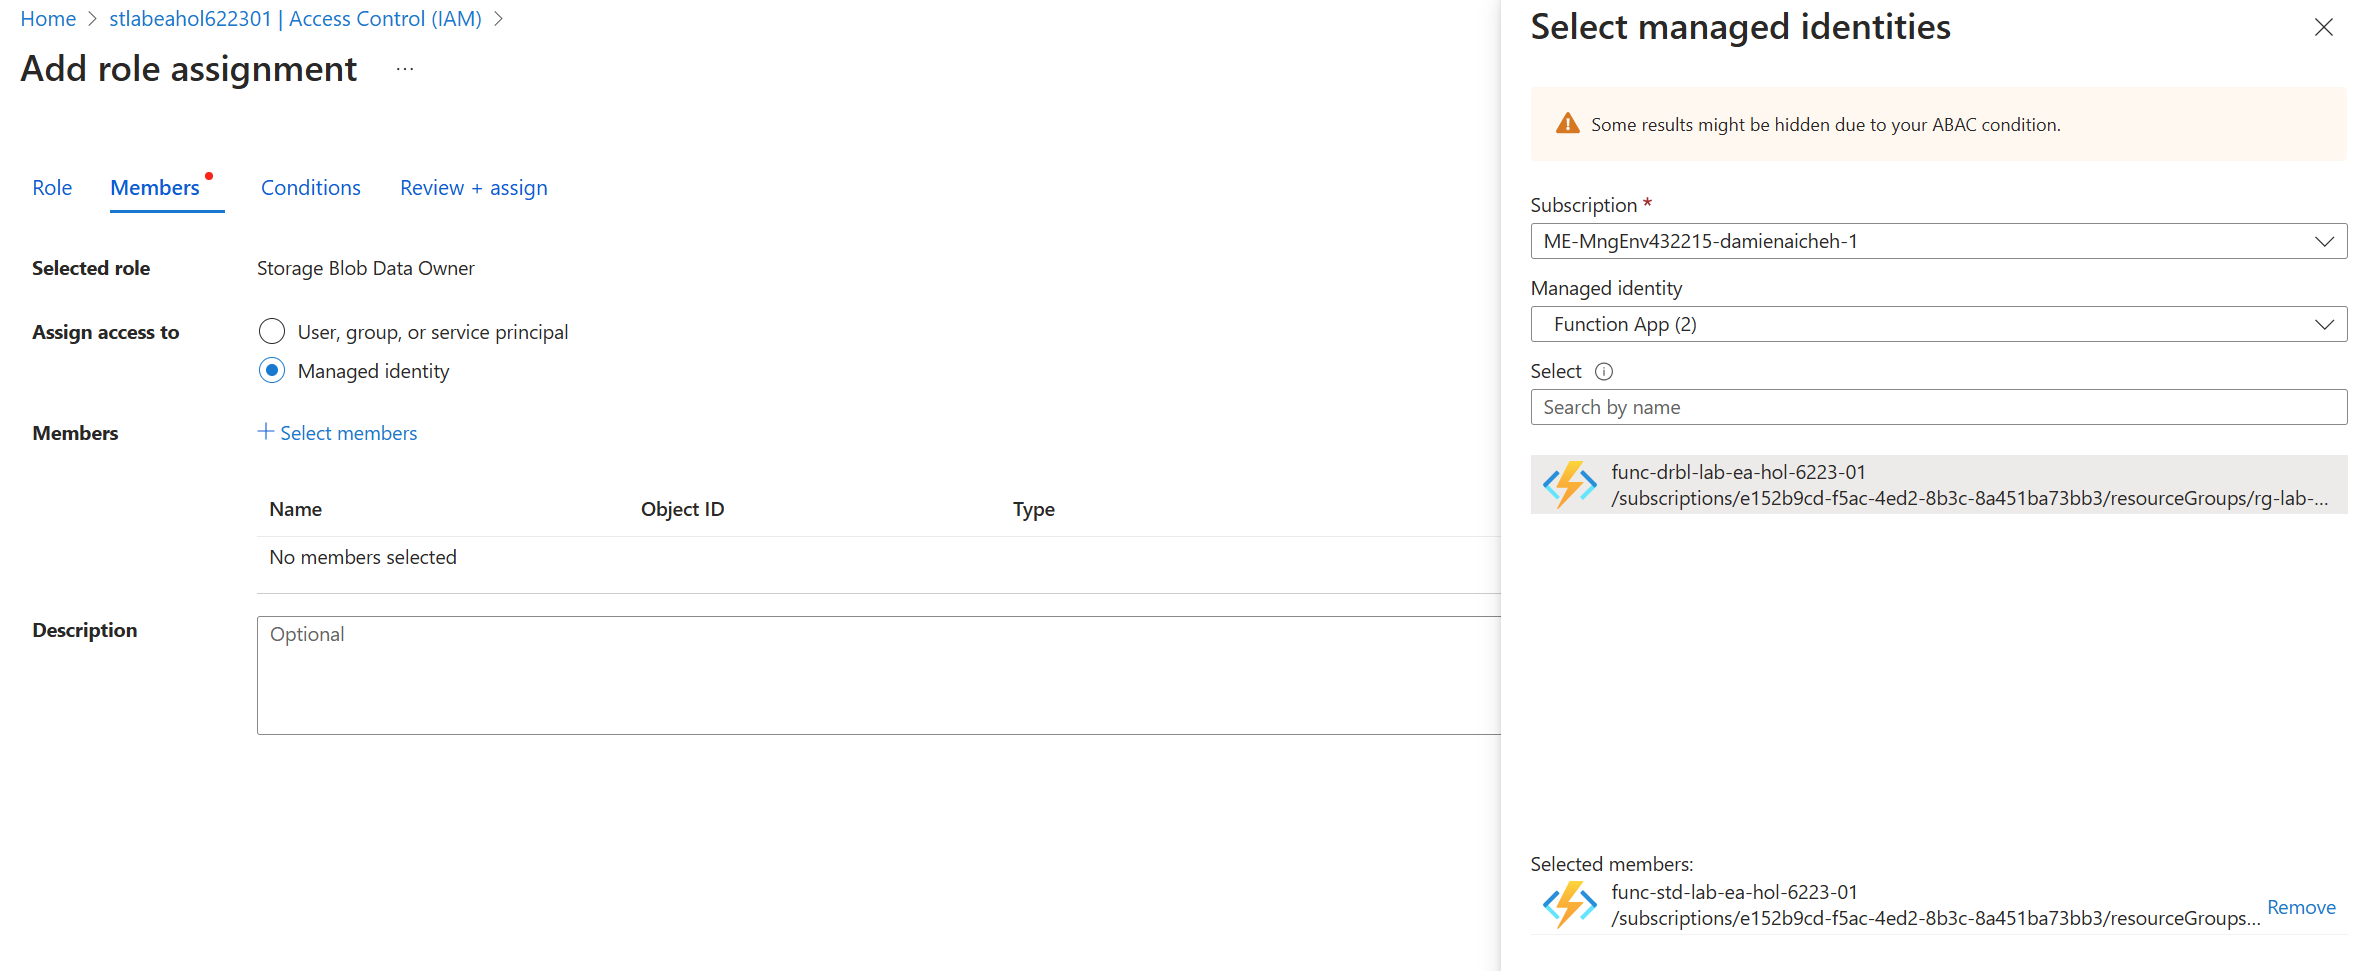 Home > stlabeahol622301 | Access Control (IAM) >
Add role assignment ...
Role Members Conditions Review + assign
Selected role Storage Blob Data Owner
Assign access to User, group, or service principal
Managed identity
Members + Select members
Name Object ID Type
No members selected
Description Optional
Select managed identities
Some results might be hidden due to your ABAC condition.
Subscription *
ME-MngEnv432215-damienaicheh-1
Managed identity
Function App (2)
Select
Search by name
func-drbl-lab-ea-hol-6223-01
/subscriptions/e152b9cd-f5ac-4ed2-8b3c-8a451ba73bb3/resourceGroups/rg-lab-...
Selected members:
func-std-lab-ea-hol-6223-01
/subscriptions/e152b9cd-f5ac-4ed2-8b3c-8a451ba73bb3/resourceGroups... Remove